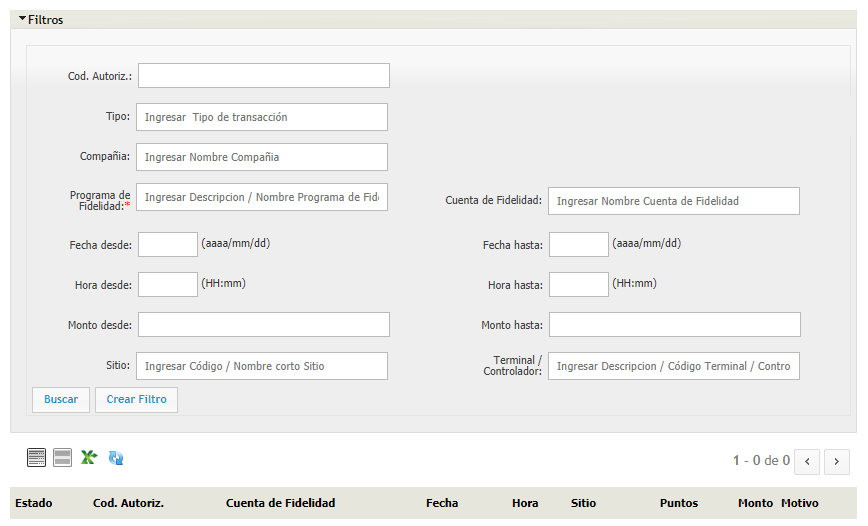 Filtros
Cod. Autoriz.:
Tipo: Ingresar Tipo de transacción
Compañia: Ingresar Nombre Compañia
Programa de
Fidelidad:* Ingresar Descripcion / Nombre Programa de Fid
Cuenta de Fidelidad: Ingresar Nombre Cuenta de Fidelidad
Fecha desde: (aaaa/mm/dd) Fecha hasta: (aaaa/mm/dd)
Hora desde: (HH:mm) Hora hasta: (HH:mm)
Monto desde: Monto hasta:
Sitio: Ingresar Código / Nombre corto Sitio
Terminal /
Controlador: Ingresar Descripcion / Código Terminal / Contro
Buscar Crear Filtro
1 - 0 de 0
Estado Cod. Autoriz. Cuenta de Fidelidad Fecha Hora Sitio Puntos Monto Motivo